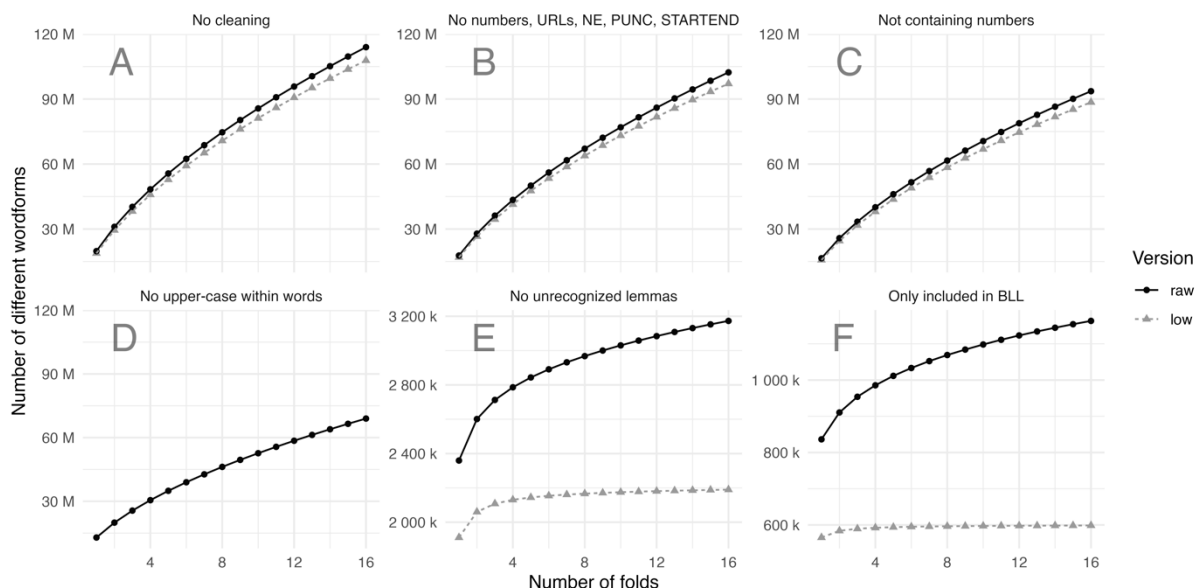 No cleaning
No numbers, URLs, NE, PUNC, STARTEND
Not containing numbers
120 M
90 M
60 M
30 M
A
120 M
90 M
60 M
30 M
B
120 M
90 M
60 M
30 M
C
No upper-case within words
No unrecognized lemmas
Only included in BLL
120 M
90 M
60 M
30 M
D
4
8
12
16
3 200 k
2 800 k
2 400 k
2 000 k
E
4
8
12
16
1 000 k
800 k
600 k
F
4
8
12
16
Number of different wordforms
Number of folds
Version
raw
low